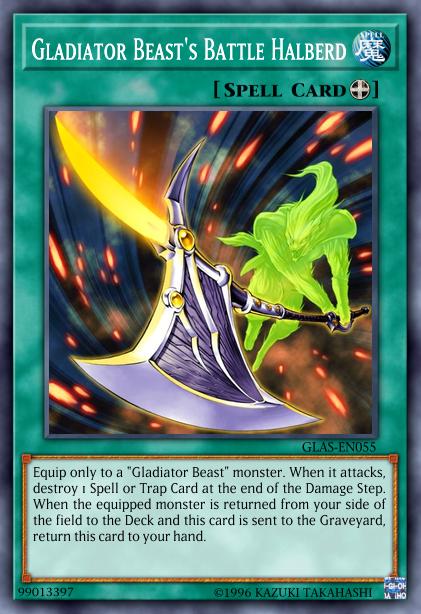 Gladiator Beast's Battle Halberd
SPELL
魔
[SPELL CARD]
GLAS-EN055
Equip only to a "Gladiator Beast" monster. When it attacks,
destroy 1 Spell or Trap Card at the end of the Damage Step.
When the equipped monster is returned from your side of
the field to the Deck and this card is sent to the Graveyard,
return this card to your hand.
99013397
©1996 KAZUKI TAKAHASHI